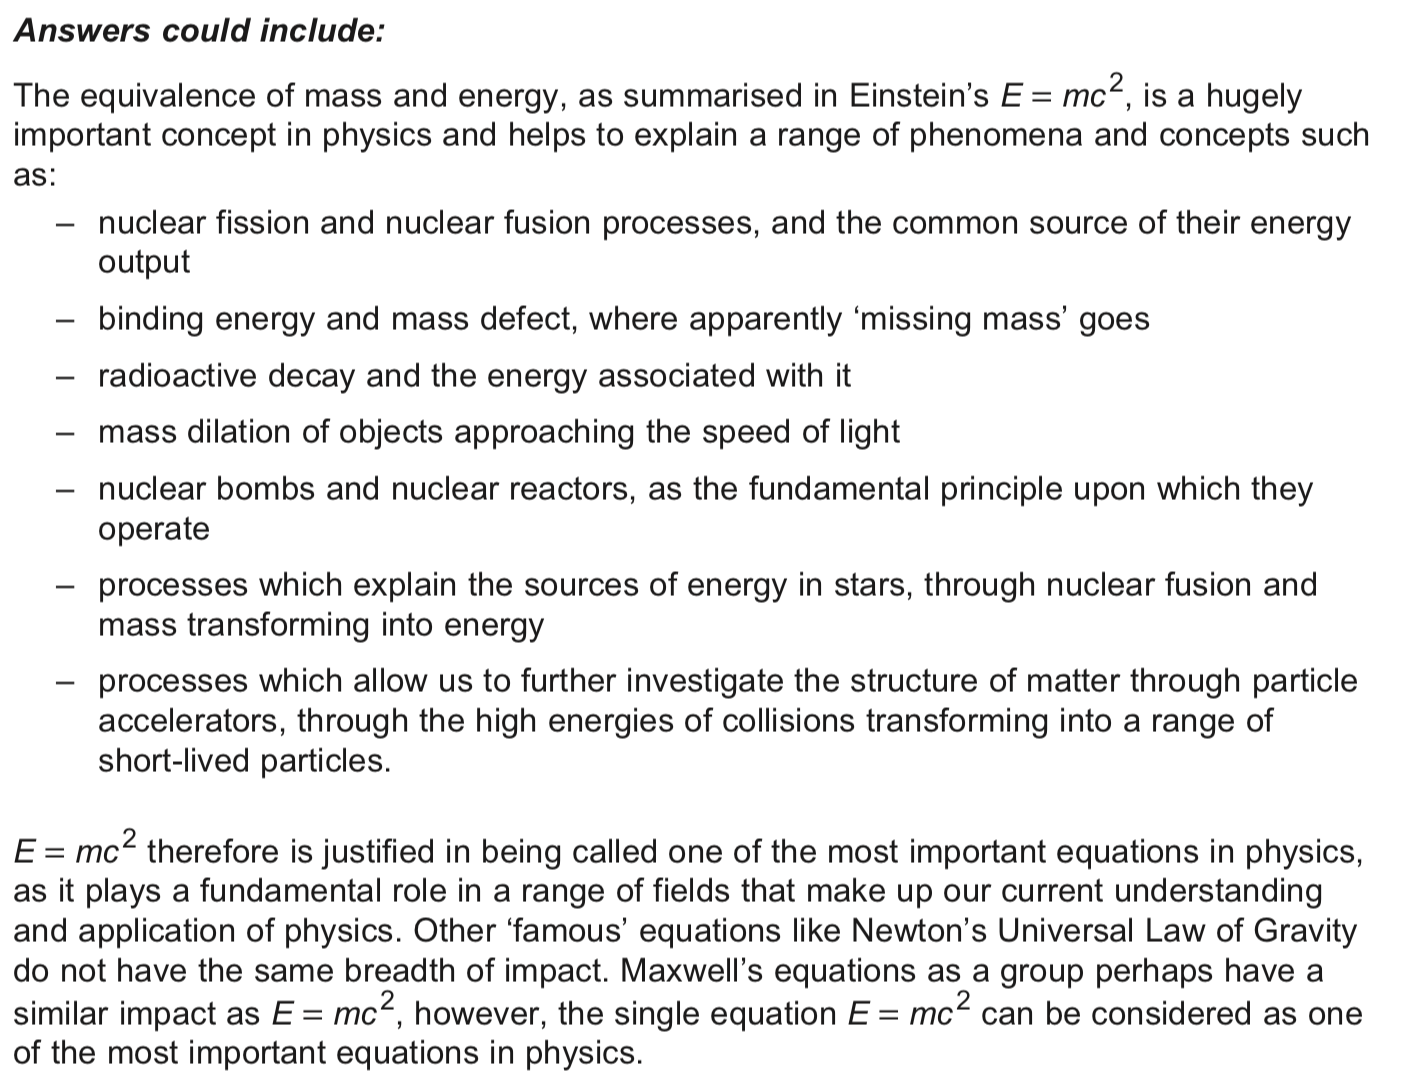 Answers could include:
The equivalence of mass and energy, as summarised in Einstein’s E = mc², is a hugely
important concept in physics and helps to explain a range of phenomena and concepts such
as:
– nuclear fission and nuclear fusion processes, and the common source of their energy
output
– binding energy and mass defect, where apparently ‘missing mass’ goes
– radioactive decay and the energy associated with it
– mass dilation of objects approaching the speed of light
– nuclear bombs and nuclear reactors, as the fundamental principle upon which they
operate
– processes which explain the sources of energy in stars, through nuclear fusion and
mass transforming into energy
– processes which allow us to further investigate the structure of matter through particle
accelerators, through the high energies of collisions transforming into a range of
short-lived particles.
E = mc² therefore is justified in being called one of the most important equations in physics,
as it plays a fundamental role in a range of fields that make up our current understanding
and application of physics. Other ‘famous’ equations like Newton’s Universal Law of Gravity
do not have the same breadth of impact. Maxwell’s equations as a group perhaps have a
similar impact as E = mc², however, the single equation E = mc² can be considered as one
of the most important equations in physics.